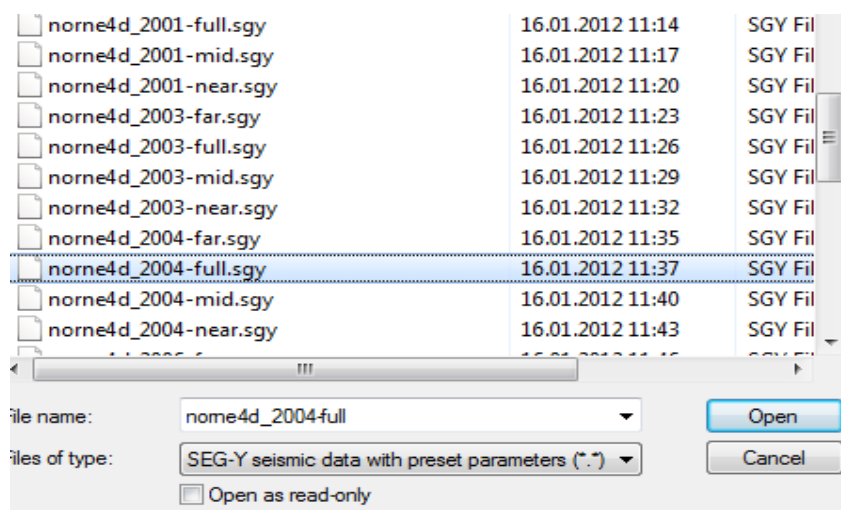 norne4d_2001-full.sgy 16.01.2012 11:14 SGY Fil
norne4d_2001-mid.sgy 16.01.2012 11:17 SGY Fil
norne4d_2001-near.sgy 16.01.2012 11:20 SGY Fil
norne4d_2003-far.sgy 16.01.2012 11:23 SGY Fil
norne4d_2003-full.sgy 16.01.2012 11:26 SGY Fil
norne4d_2003-mid.sgy 16.01.2012 11:29 SGY Fil
norne4d_2003-near.sgy 16.01.2012 11:32 SGY Fil
norne4d_2004-far.sgy 16.01.2012 11:35 SGY Fil
norne4d_2004-full.sgy 16.01.2012 11:37 SGY Fil
norne4d_2004-mid.sgy 16.01.2012 11:40 SGY Fil
norne4d_2004-near.sgy 16.01.2012 11:43 SGY Fil
ile name: norne4d_2004-full Open
iles of type: SEG-Y seismic data with preset parameters (*.*) Cancel
Open as read-only